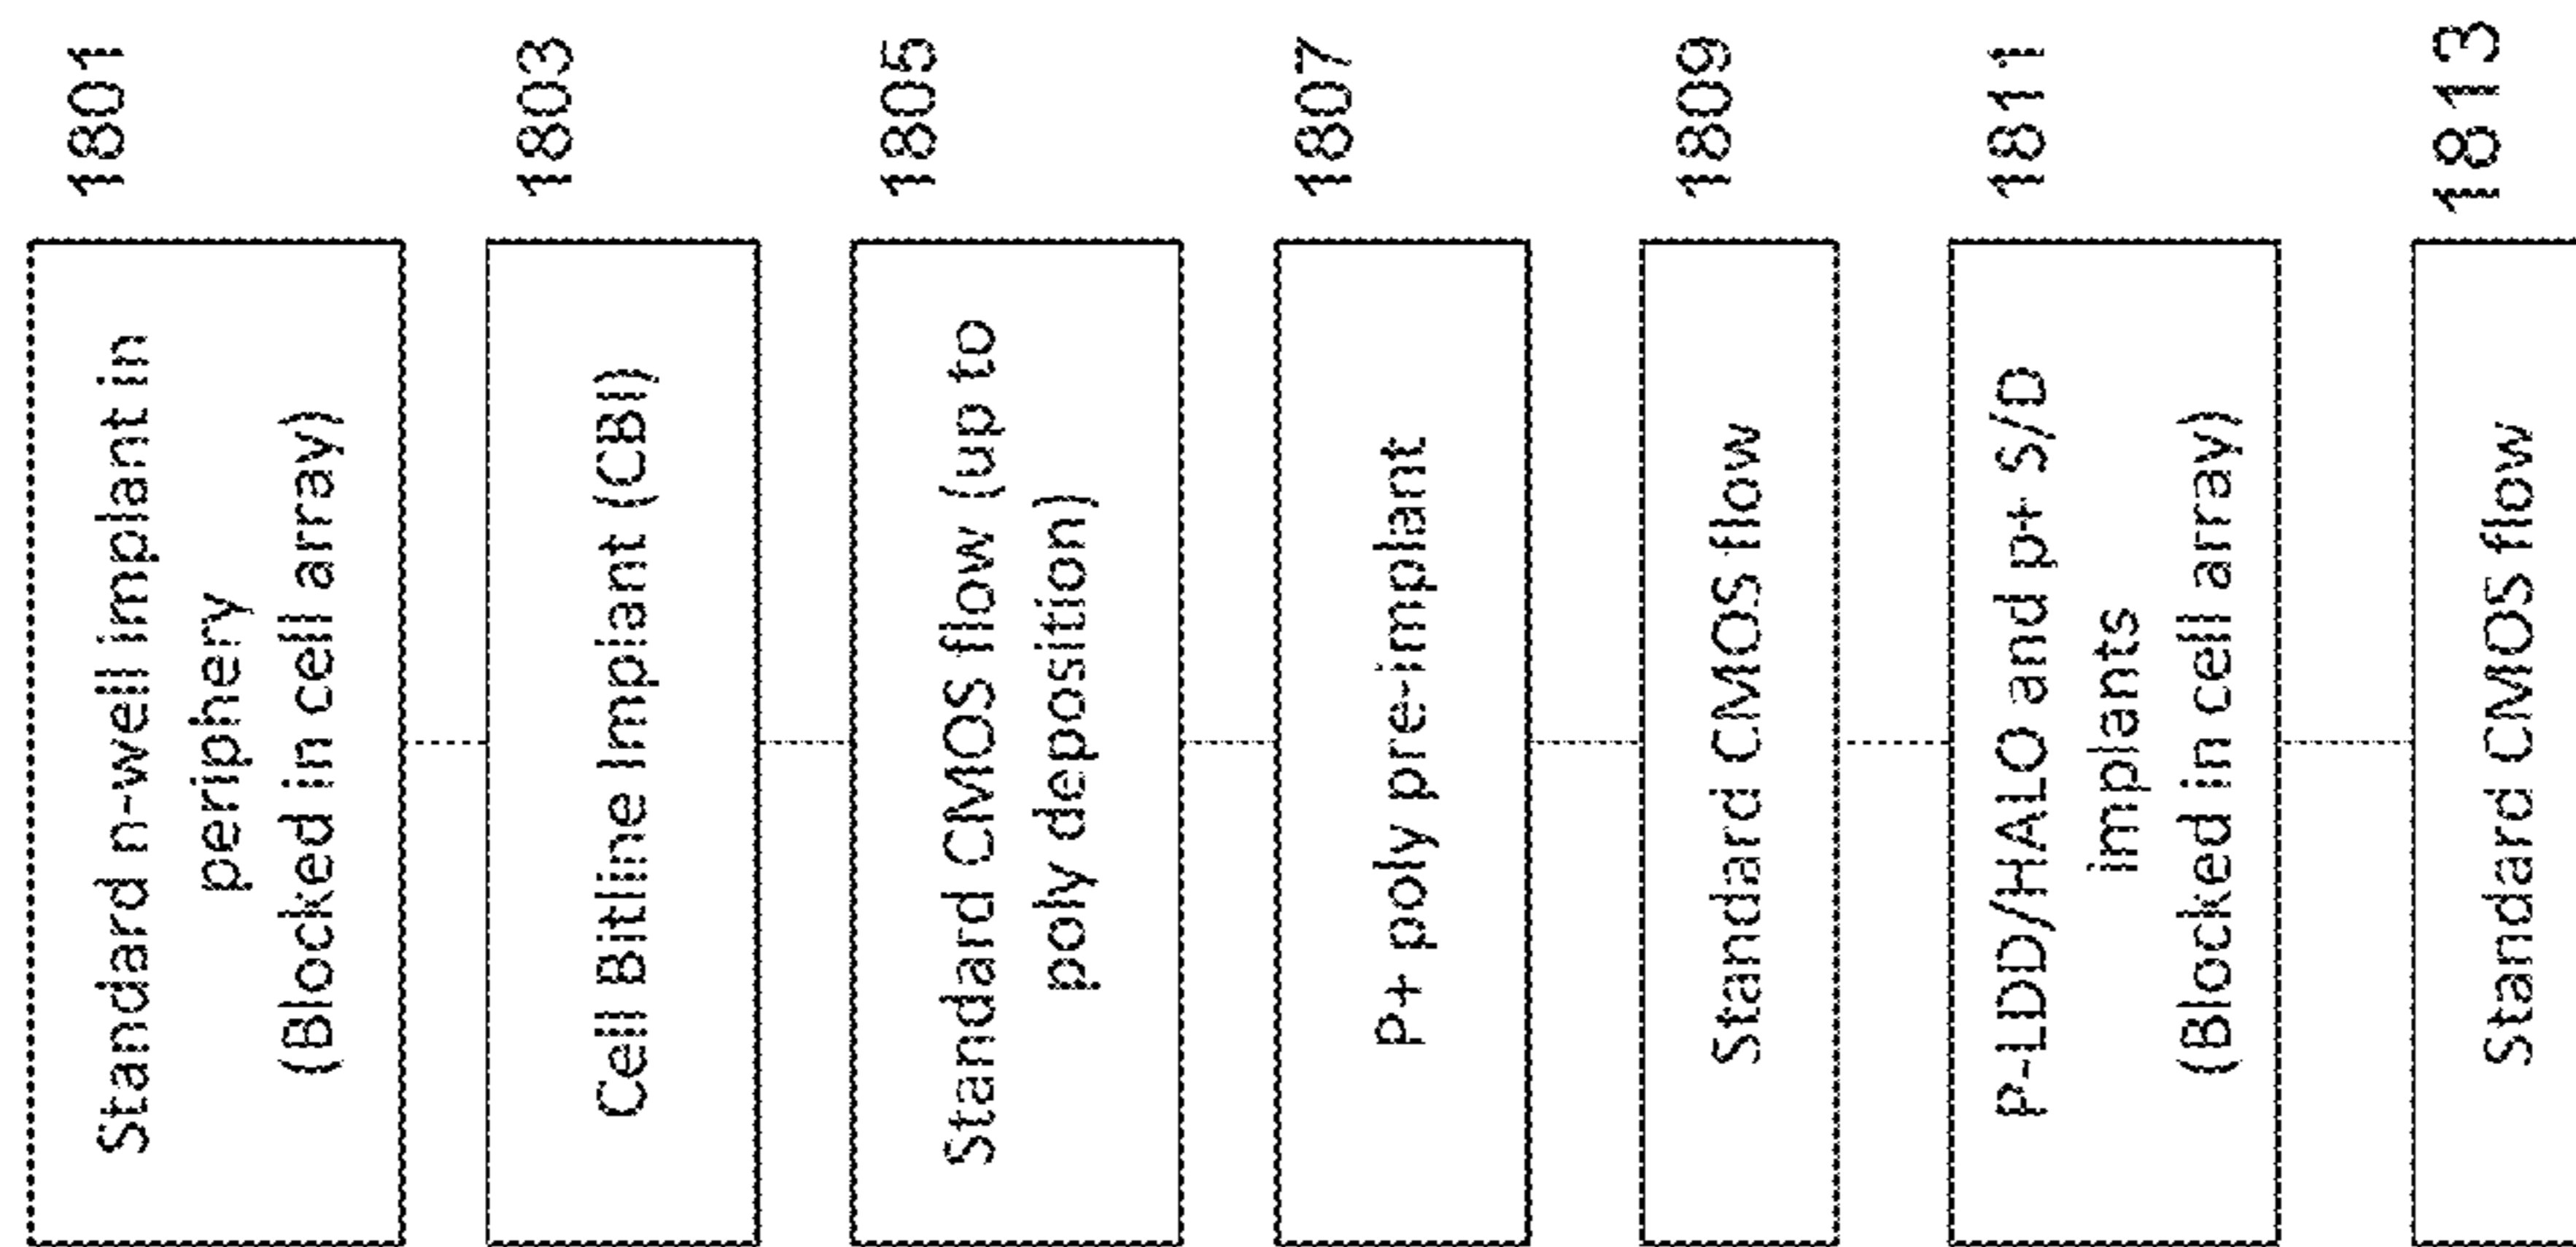 Standard n-well implant in
periphery
(Blocked in cell array)
1801
Cell Bitline Implant (CBI)
1803
Standard CMOS flow (up to
poly deposition)
1805
P+ poly pre-implant
1807
Standard CMOS flow
1809
P-LDD/HALO and p+ S/D
implants
(Blocked in cell array)
1811
Standard CMOS flow
1813